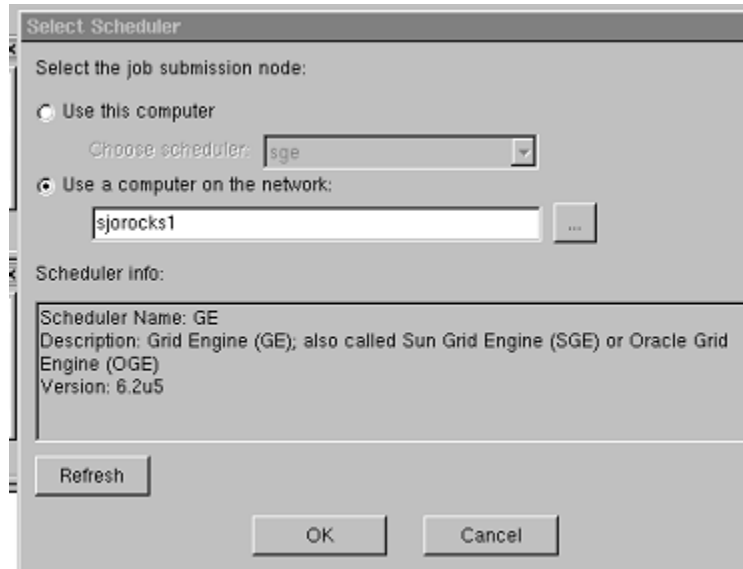 Select Scheduler
Select the job submission node:
Use this computer
Choose scheduler: sge
Use a computer on the network:
sjorocks1
...
Scheduler info:
Scheduler Name: GE
Description: Grid Engine (GE); also called Sun Grid Engine (SGE) or Oracle Grid
Engine (OGE)
Version: 6.2u5
Refresh
OK
Cancel